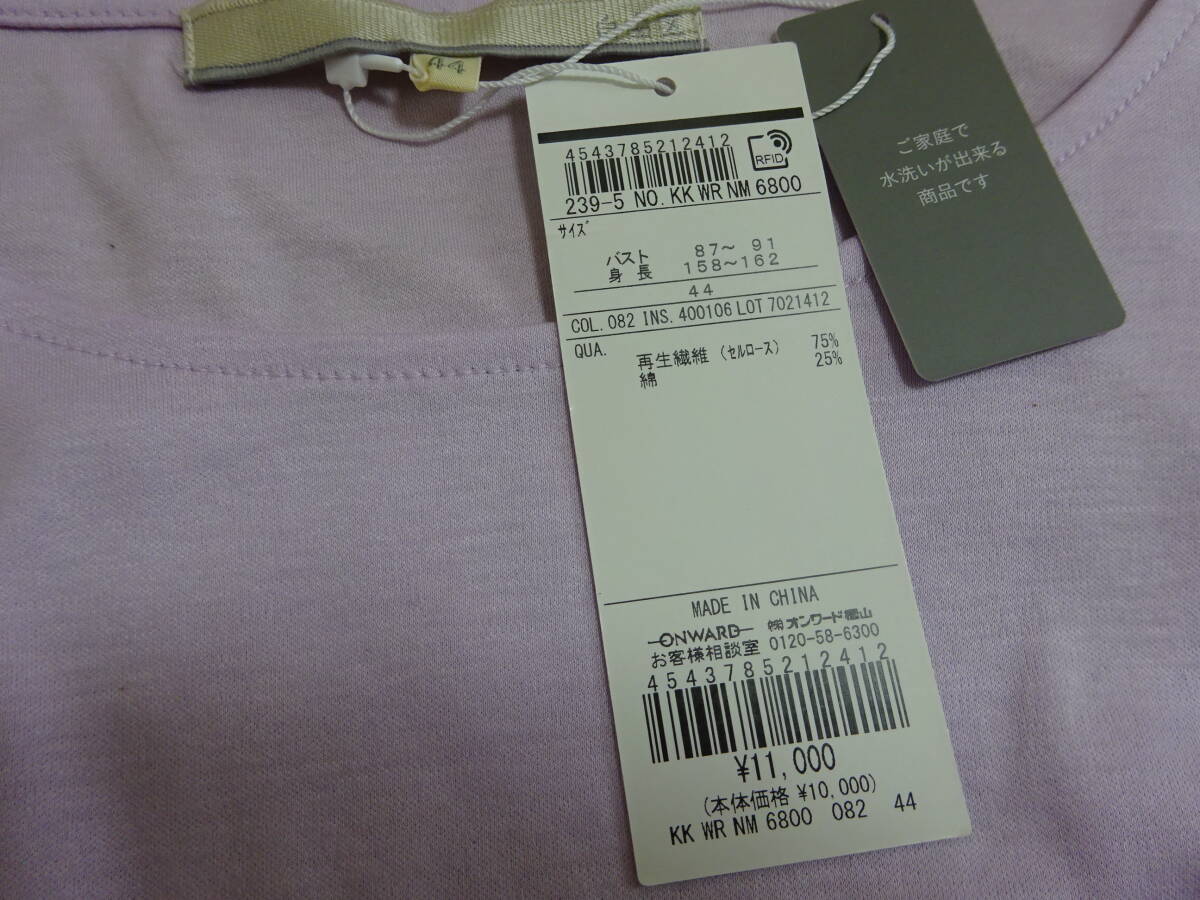 4543785212412
RFID
239-5 NO. KK WR NM 6800
サイズ
バスト 87〜 91
身長 158〜162
44
COL. 082 INS. 400106 LOT 7021412
QUA.
再生繊維 (セルロース) 75%
綿 25%
MADE IN CHINA
ONWARD ㈱オンワード樫山
お客様相談室 0120-58-6300
4543785212412
¥11,000
(本体価格 ¥10,000)
KK WR NM 6800 082 44
ご家庭で
水洗いが出来る
商品です
44